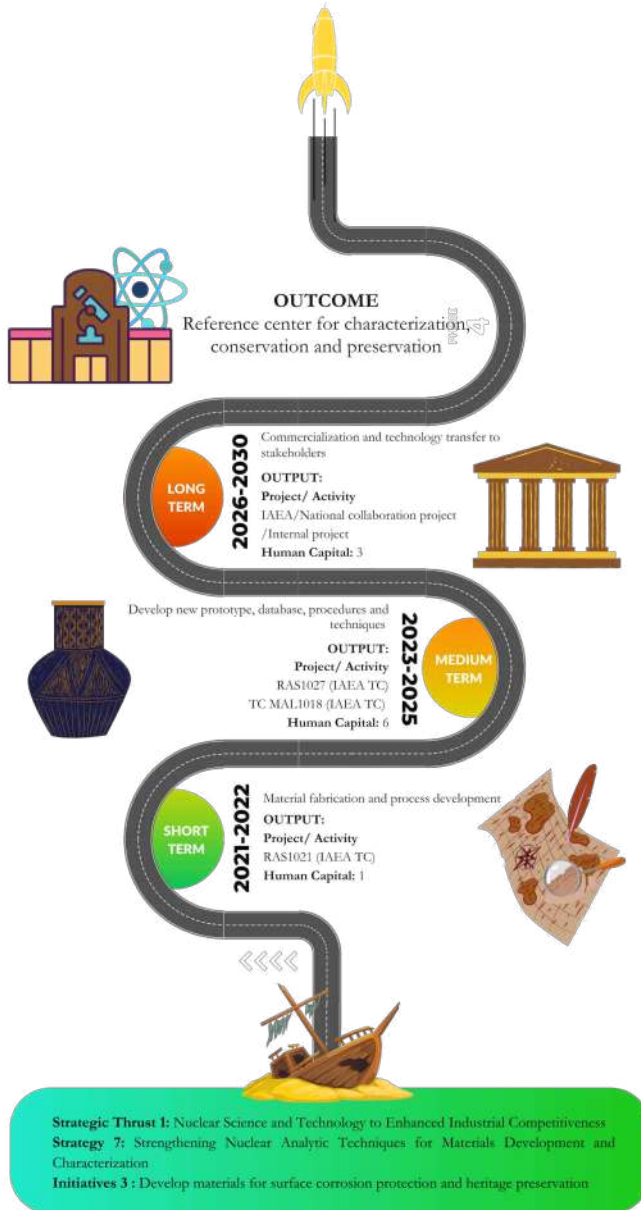 OUTCOME
Reference center for characterization,
conservation and preservation
PHASE 4
2026-2030
LONG
TERM
Commercialization and technology transfer to
stakeholders
OUTPUT:
Project/ Activity
IAEA/National collaboration project
/Internal project
Human Capital: 3
Develop new prototype, database, procedures and
techniques
OUTPUT:
Project/ Activity
RAS1027 (IAEA TC)
TC MAL1018 (IAEA TC)
Human Capital: 6
2023-2025
MEDIUM
TERM
SHORT
TERM
2021-2022
Material fabrication and process development
OUTPUT:
Project/ Activity
RAS1021 (IAEA TC)
Human Capital: 1
Strategic Thrust 1: Nuclear Science and Technology to Enhanced Industrial Competitiveness
Strategy 7: Strengthening Nuclear Analytic Techniques for Materials Development and
Characterization
Initiatives 3 : Develop materials for surface corrosion protection and heritage preservation